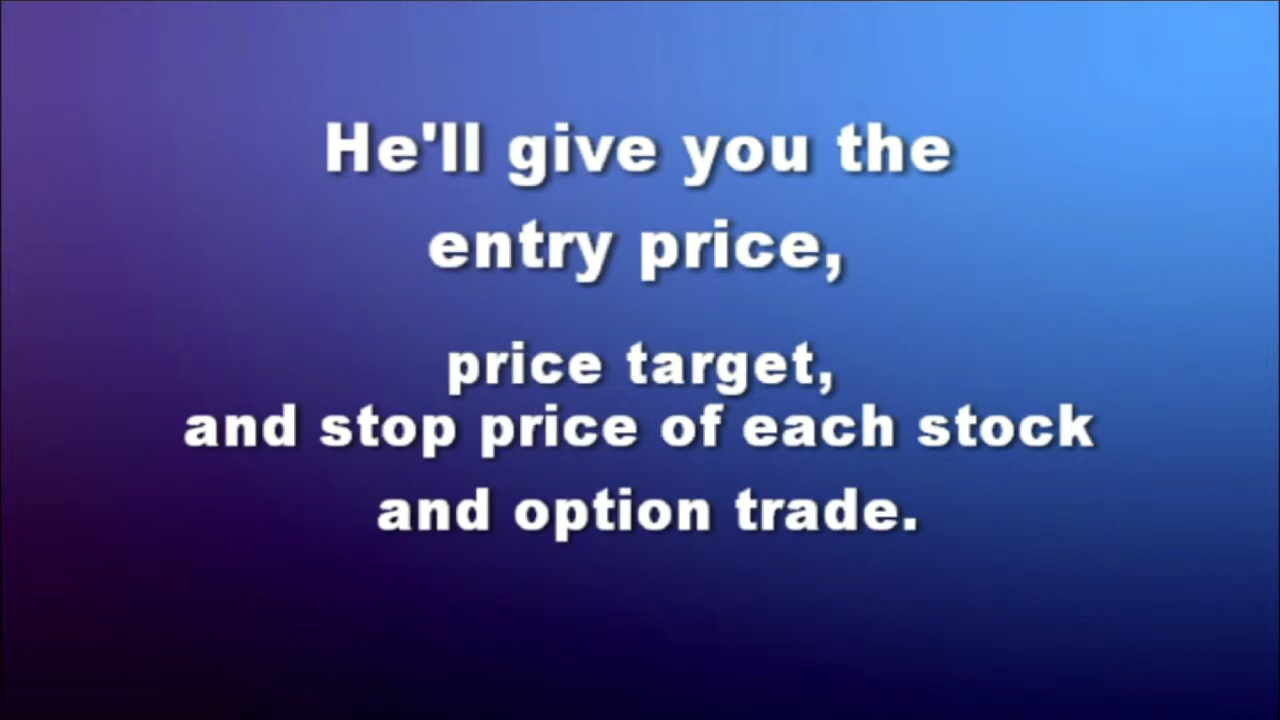 He'll give you the
entry price,
price target,
and stop price of each stock
and option trade.